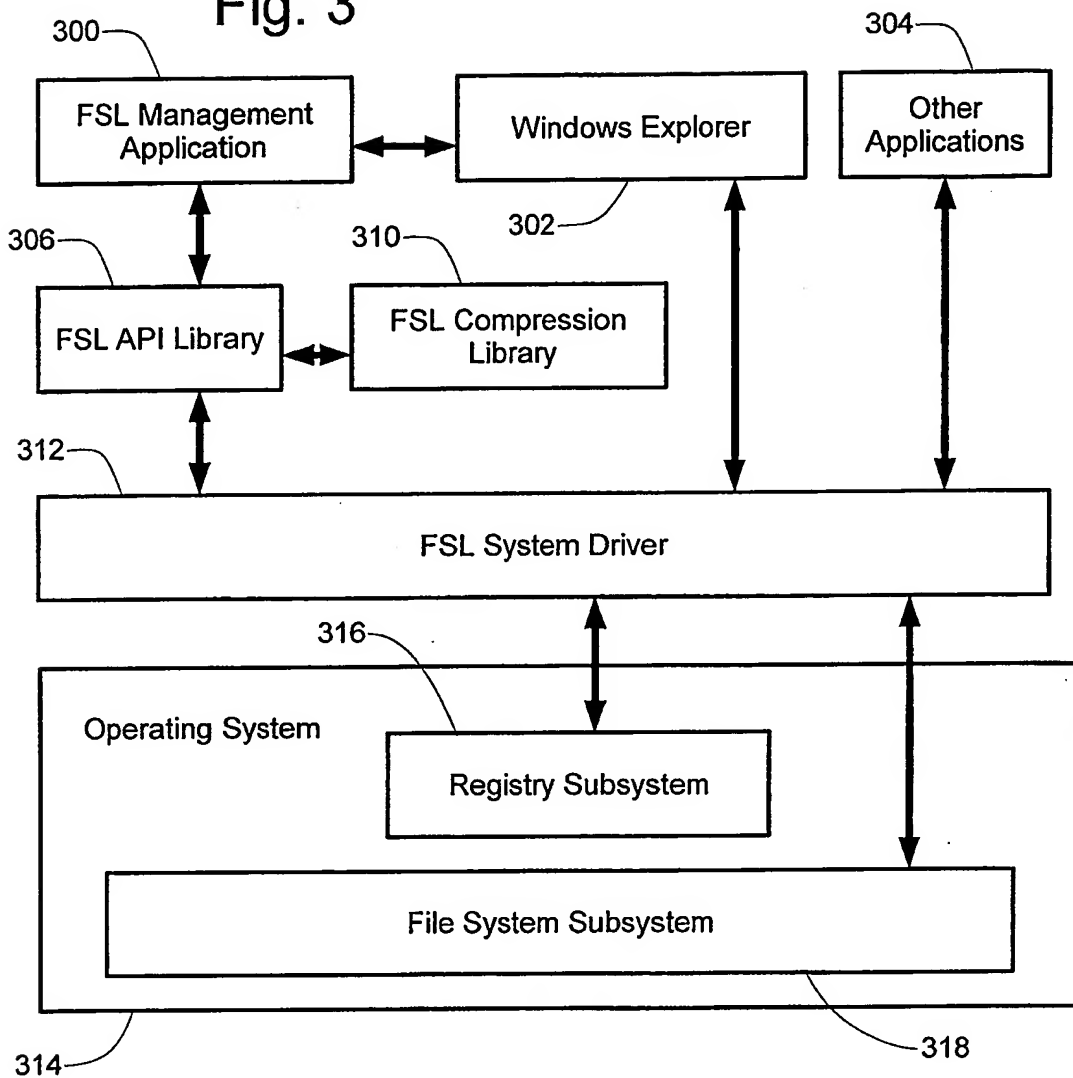 Fig. 3
300
304
FSL Management
Application
Windows Explorer
Other
Applications
302
306
310
FSL API Library
FSL Compression
Library
312
FSL System Driver
316
Operating System
Registry Subsystem
File System Subsystem
314
318